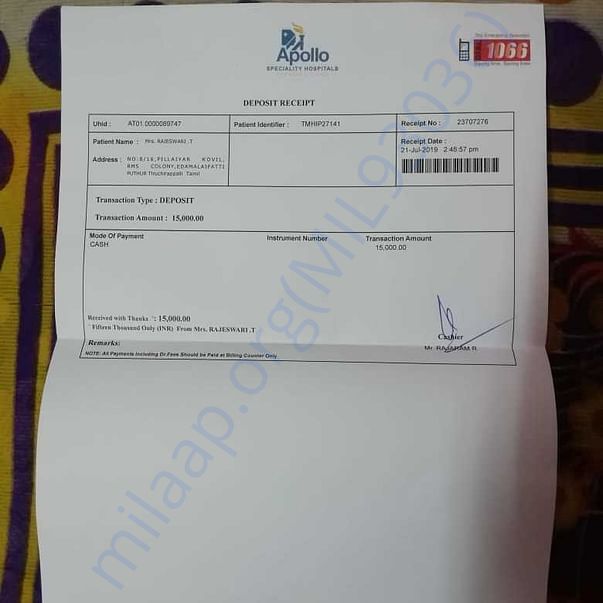 Apollo
SPECIALITY HOSPITALS
1066
DEPOSIT RECEIPT
Uhid : AT01.0000089747
Patient Identifier : TMHIP27141
Receipt No : 23707276
Patient Name : Mrs. RAJESWARI .T
Receipt Date :
21-Jul-2019 2:48:57 pm
Address : NO:8/16,PILLAIYAR KOVIL,
RMS COLONY,EDAMALAIPATTI
PUTHUR Thiruchirappalli Tamil
Transaction Type : DEPOSIT
Transaction Amount : 15,000.00
Mode Of Payment Instrument Number Transaction Amount
CASH 15,000.00
Received with Thanks : 15,000.00
Fifteen Thousand Only (INR) From Mrs. RAJESWARI .T
Cashier
Mr. RAJARAM R
Remarks:
NOTE: All Payments Including Dr Fees Should be Paid at Billing Counter Only
milaap.org(MIL93036)